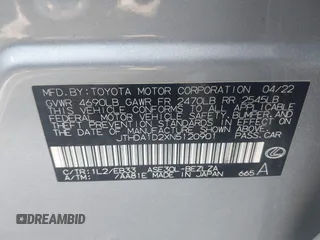 MFD. BY: TOYOTA MOTOR CORPORATION 04/22
GVWR 4690LB GAWR FR 2470LB RR 2545LB
THIS VEHICLE CONFORMS TO ALL APPLICABLE
FEDERAL MOTOR VEHICLE SAFETY, BUMPER,
AND THEFT PREVENTION STANDARDS IN
EFFECT ON THE DATE OF MANUFACTURE
SHOWN ABOVE.
JTHDA1D2XN5120901 PASS.CAR
C/TR:1L2/EB33 ASE30L-BEZLZA
A/TM: /AA81E MADE IN JAPAN 665 A
DREAMBID